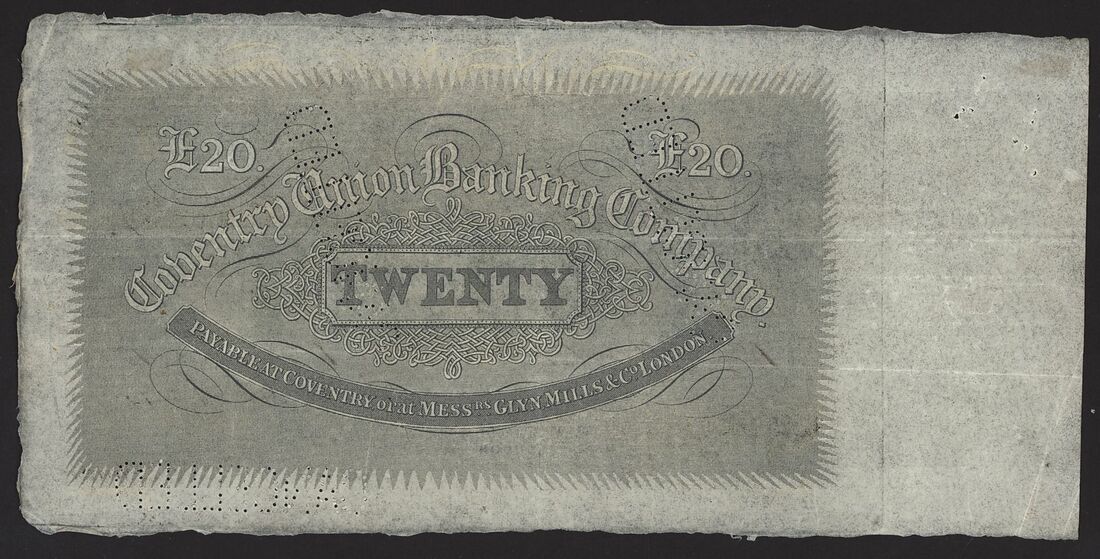 £20. £20.
Coventry Union Banking Company.
TWENTY
PAYABLE AT COVENTRY, or at MESSRS GLYN MILLS & Co LONDON